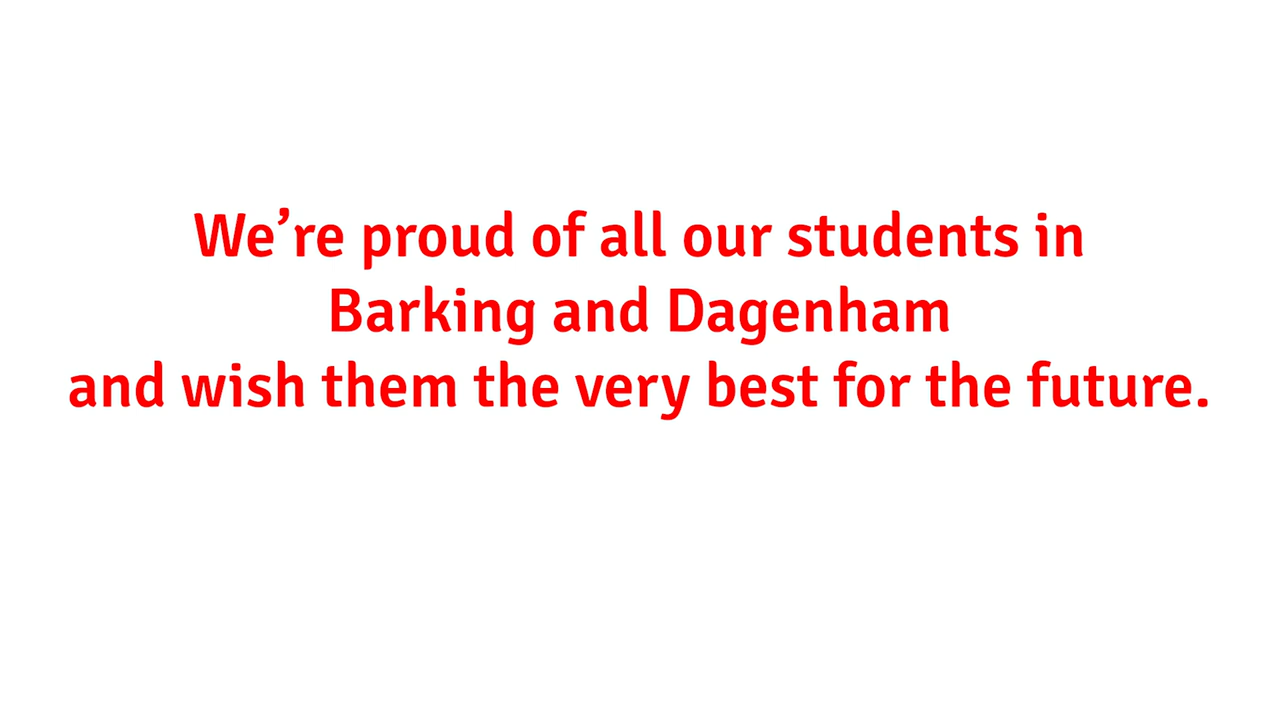 We’re proud of all our students in
Barking and Dagenham
and wish them the very best for the future.